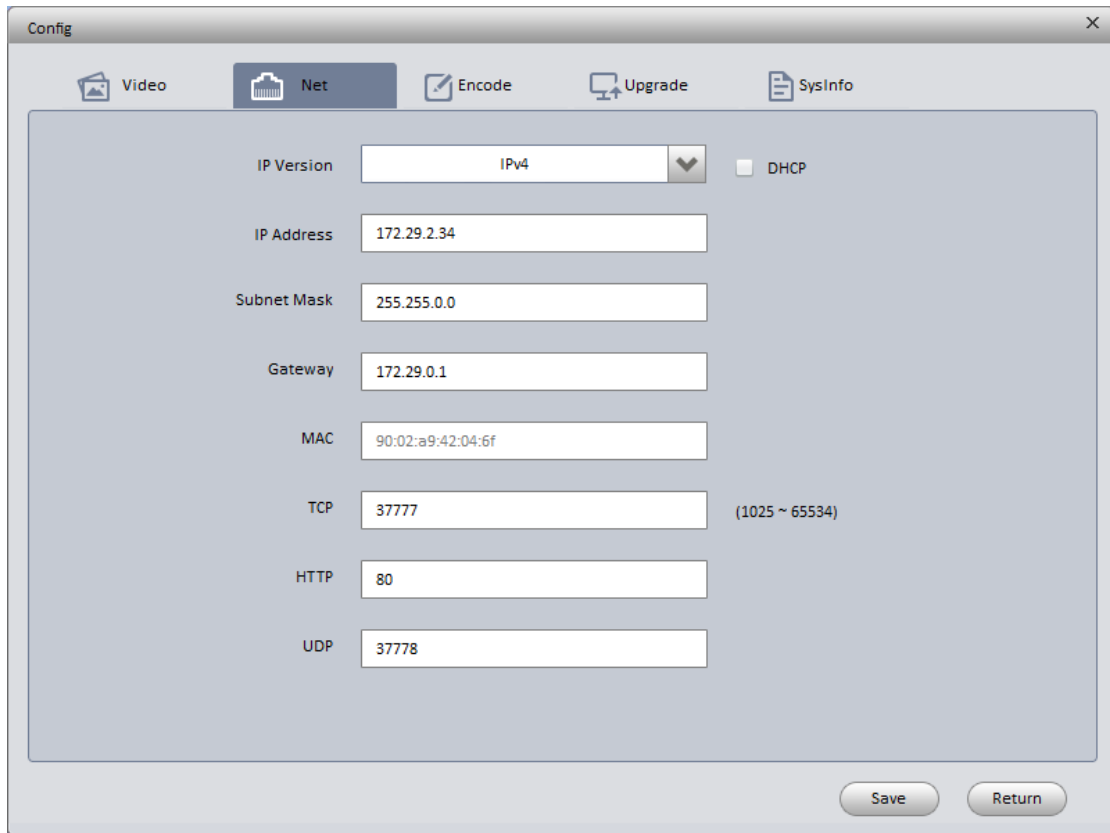 Config
Video Net Encode Upgrade SysInfo
IP Version IPv4 DHCP
IP Address 172.29.2.34
Subnet Mask 255.255.0.0
Gateway 172.29.0.1
MAC 90:02:a9:42:04:6f
TCP 37777 (1025 ~ 65534)
HTTP 80
UDP 37778
Save Return